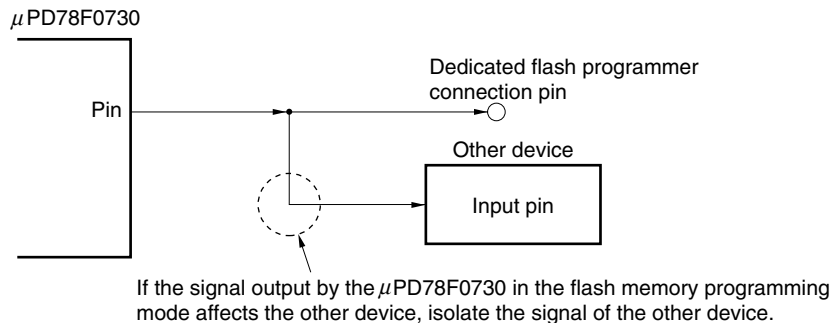 μPD78F0730
Dedicated flash programmer
connection pin
Pin
Other device
Input pin
If the signal output by the μPD78F0730 in the flash memory programming
mode affects the other device, isolate the signal of the other device.